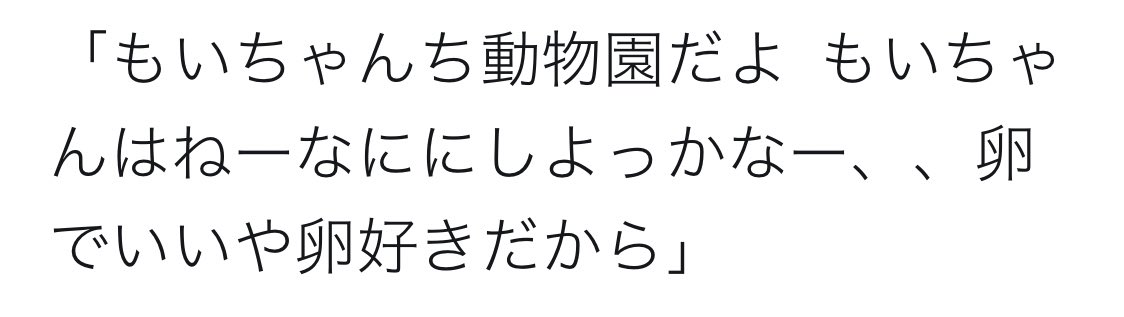 「もいちゃんち動物園だよ  もいちゃ
んはねーなににしよっかなー、、卵
でいいや卵好きだから」